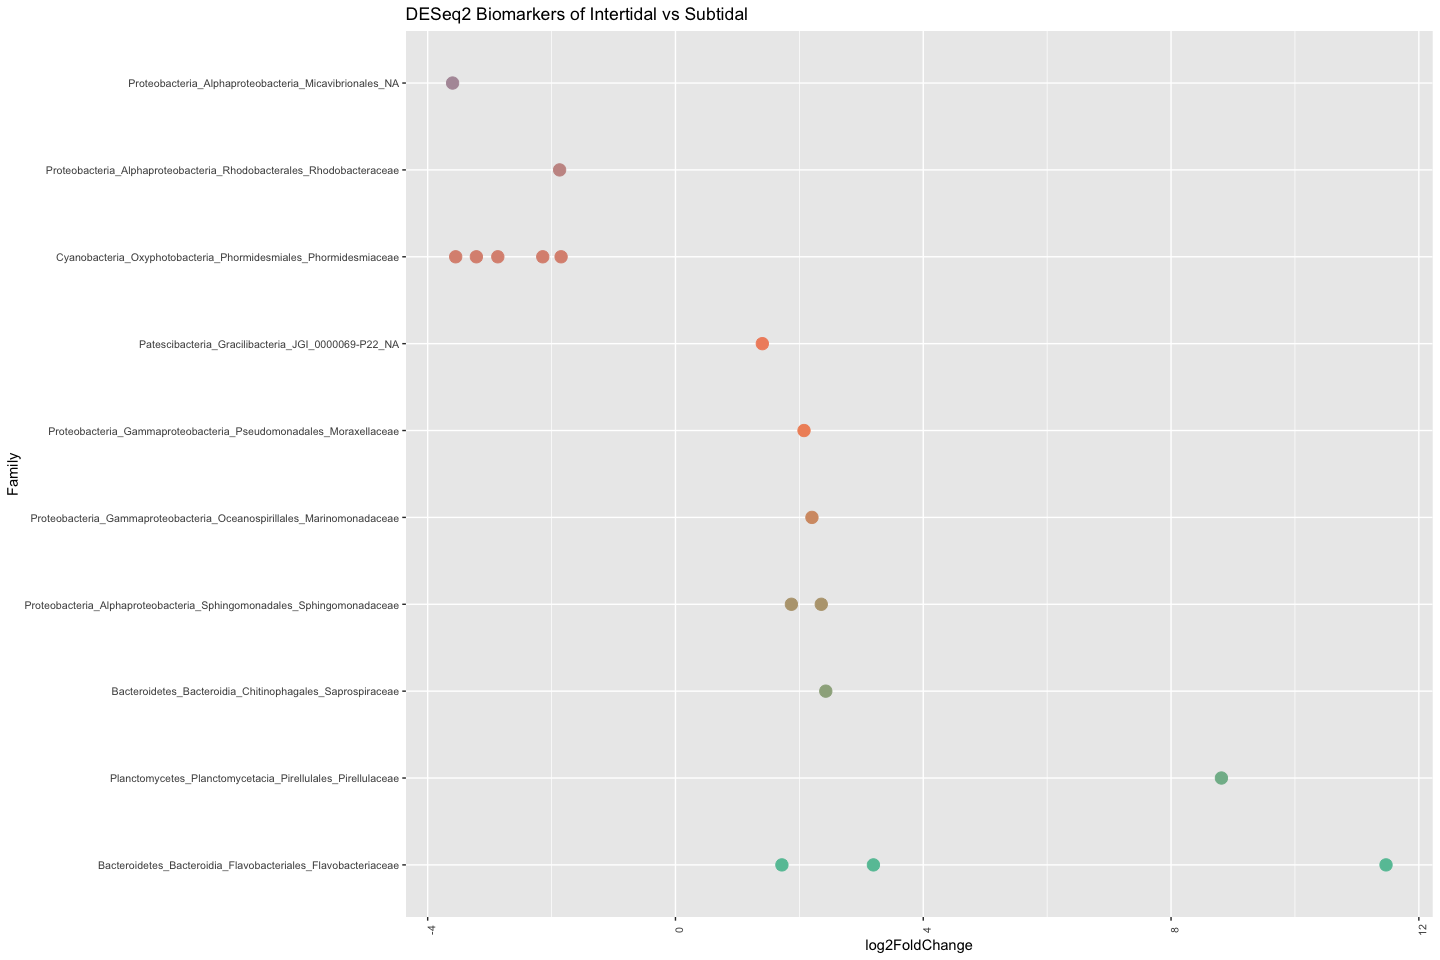 DESeq2 Biomarkers of Intertidal vs Subtidal
Proteobacteria_Alphaproteobacteria_Micavibrionales_NA
Proteobacteria_Alphaproteobacteria_Rhodobacterales_Rhodobacteraceae
Cyanobacteria_Oxyphotobacteria_Phormidesmiales_Phormidesmiaceae
Patescibacteria_Gracilibacteria_JGI_0000069-P22_NA
Proteobacteria_Gammaproteobacteria_Pseudomonadales_Moraxellaceae
Family
Proteobacteria_Gammaproteobacteria_Oceanospirillales_Marinomonadaceae
Proteobacteria_Alphaproteobacteria_Sphingomonadales_Sphingomonadaceae
Bacteroidetes_Bacteroidia_Chitinophagales_Saprospiraceae
Planctomycetes_Planctomycetacia_Pirellulales_Pirellulaceae
Bacteroidetes_Bacteroidia_Flavobacteriales_Flavobacteriaceae
-4 0 4 8 12
log2FoldChange